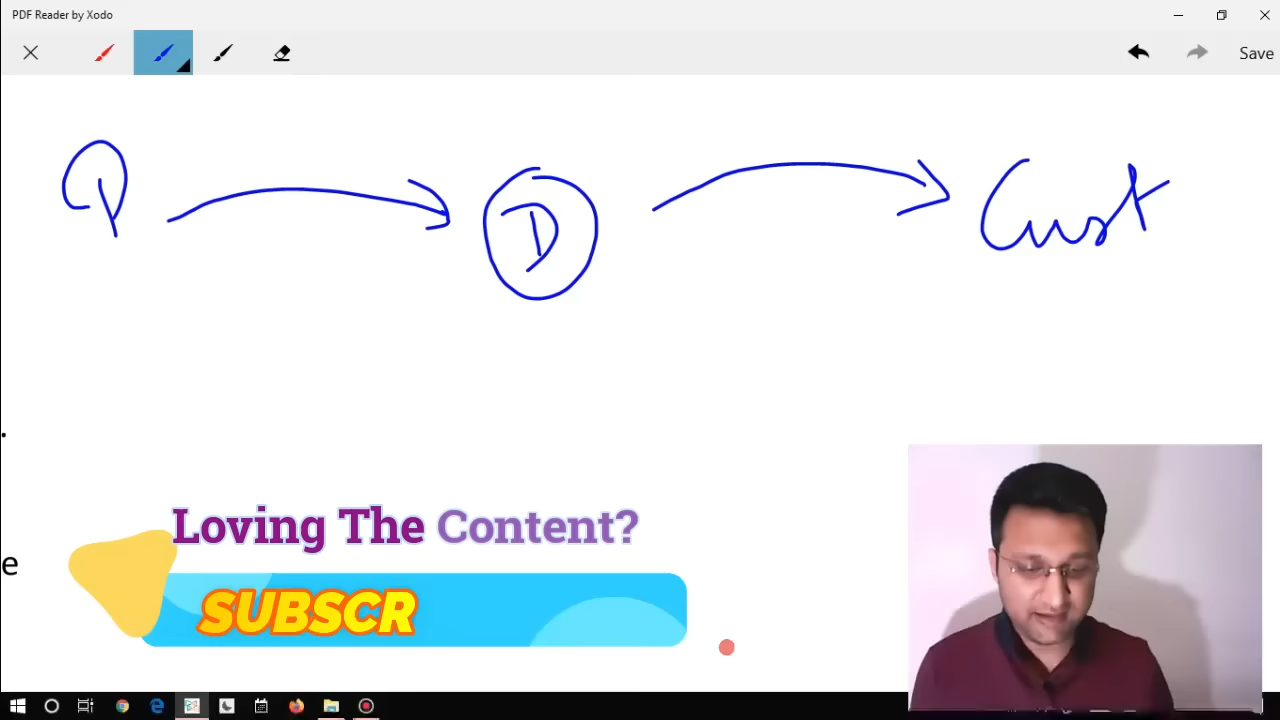 PDF Reader by Xodo
Save
D
Cust
.
Loving The Content?
e
SUBSCR